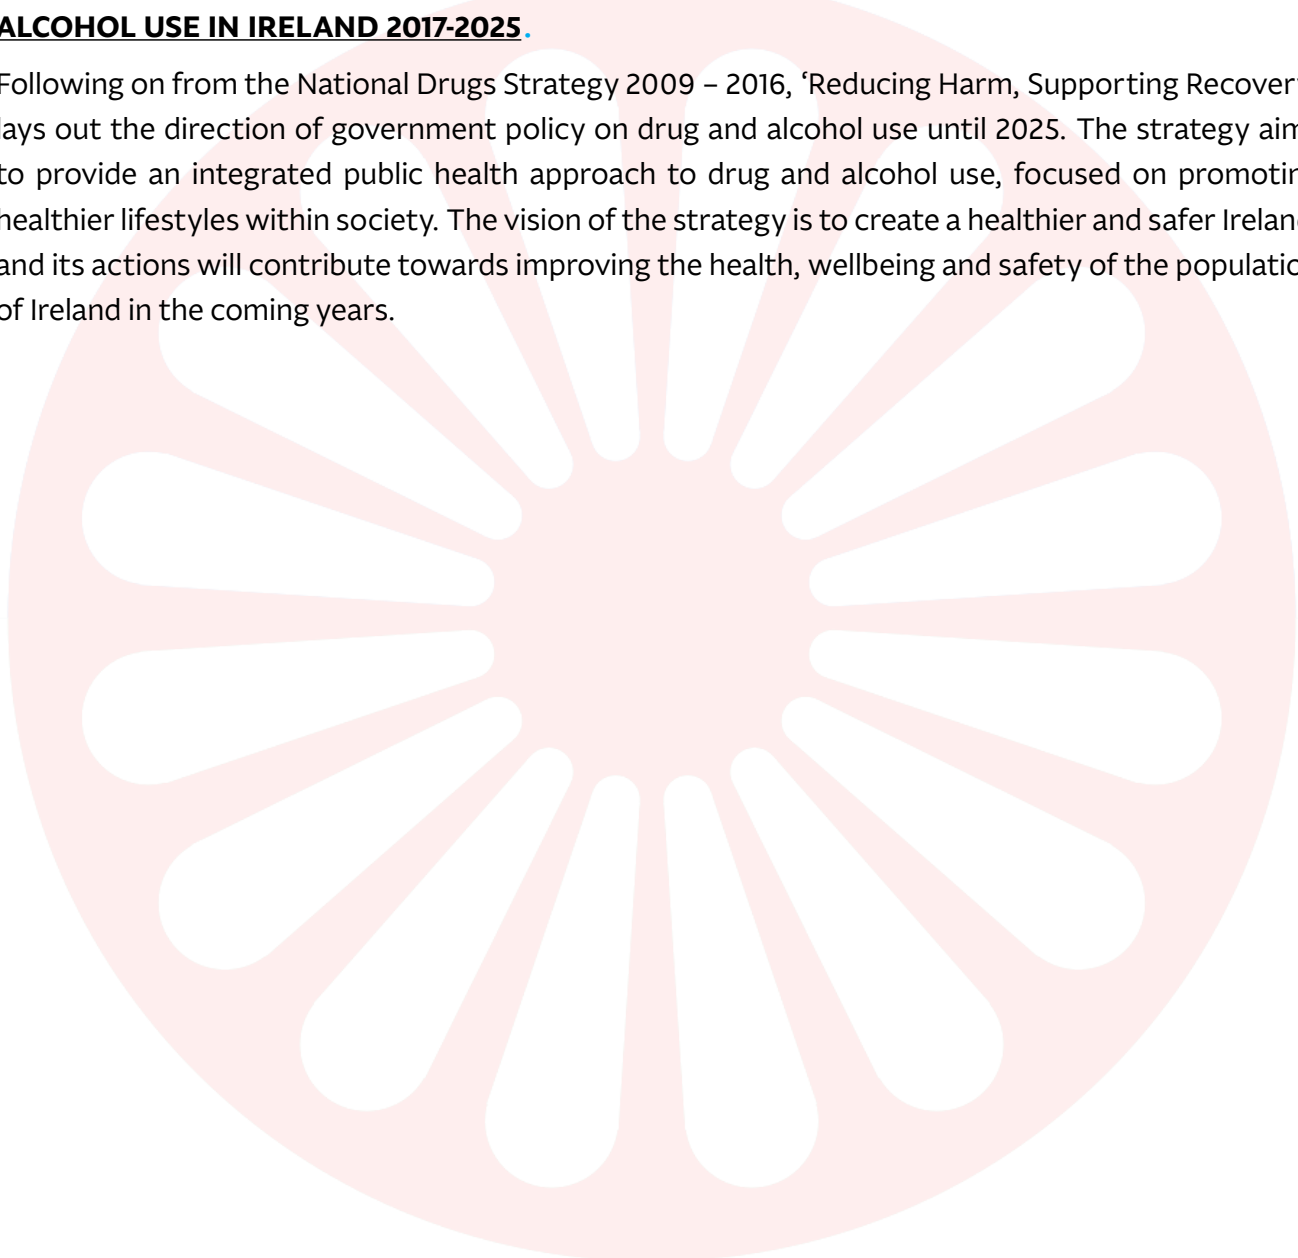 ALCOHOL USE IN IRELAND 2017-2025.
Following on from the National Drugs Strategy 2009 – 2016, ‘Reducing Harm, Supporting Recover
lays out the direction of government policy on drug and alcohol use until 2025. The strategy aim
to provide an integrated public health approach to drug and alcohol use, focused on promotin
healthier lifestyles within society. The vision of the strategy is to create a healthier and safer Irelan
and its actions will contribute towards improving the health, wellbeing and safety of the populatio
of Ireland in the coming years.